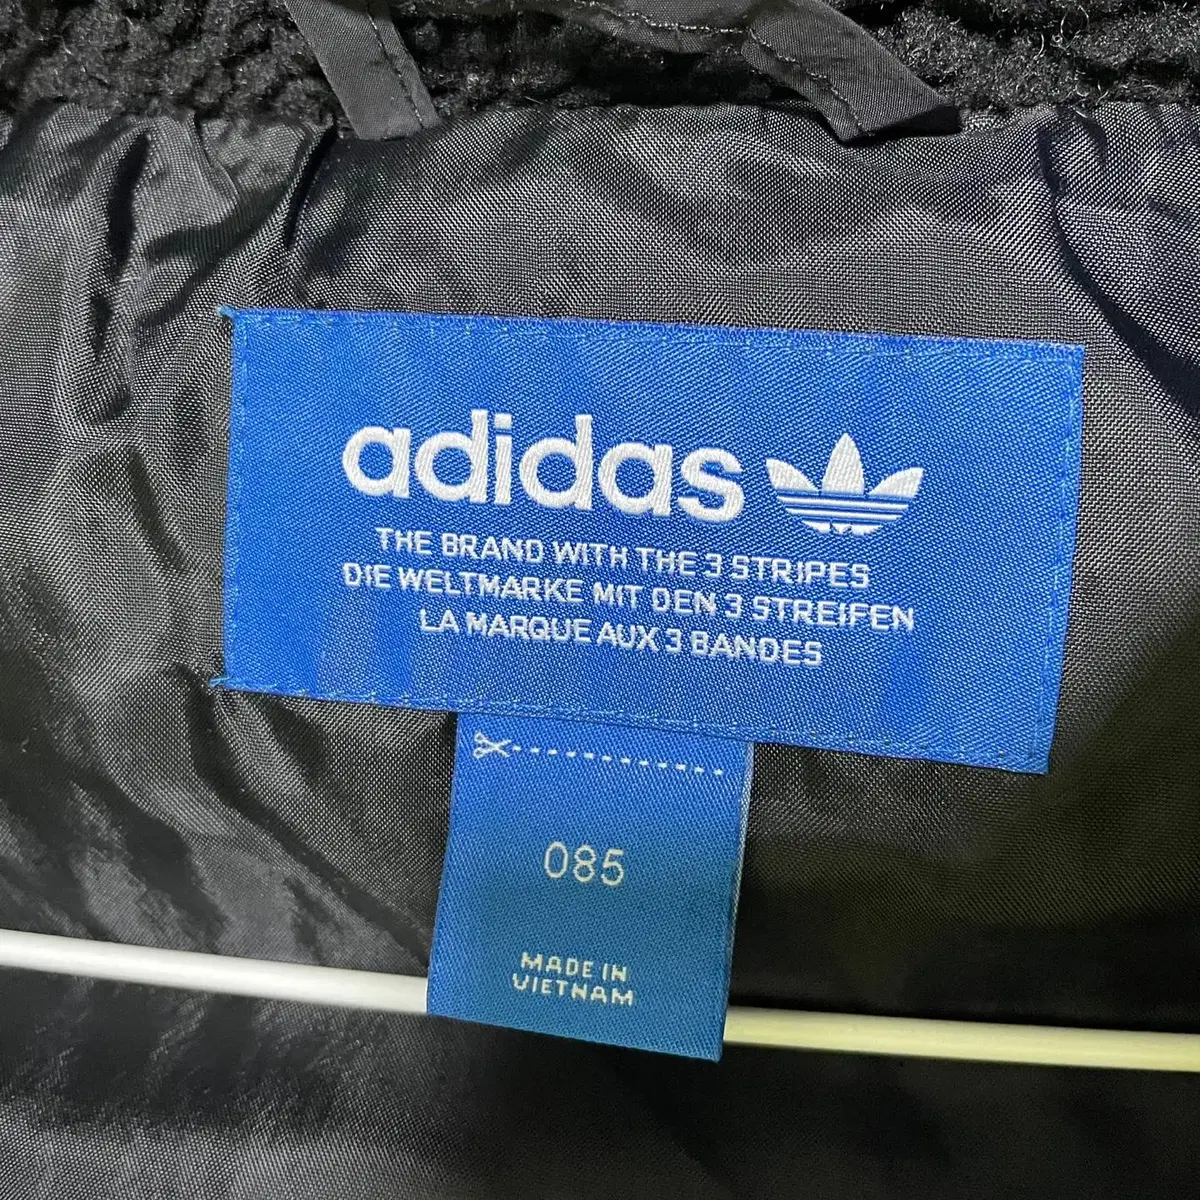 adidas
THE BRAND WITH THE 3 STRIPES
DIE WELTMARKE MIT DEN 3 STREIFEN
LA MARQUE AUX 3 BANDES
085
MADE IN
VIETNAM